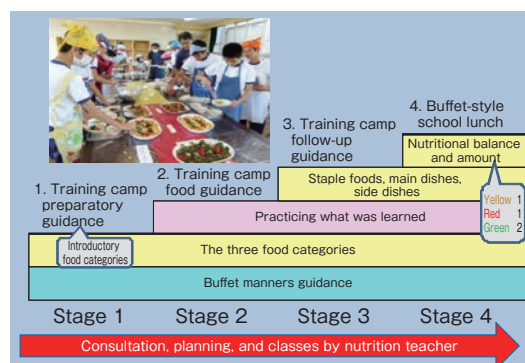 4. Buffet-style
school lunch
Nutritional balance
and amount
3. Training camp
follow-up
guidance
Staple foods, main dishes,
side dishes
Yellow 1
Red 1
Green 2
2. Training camp
food guidance
Practicing what was learned
1. Training camp
preparatory
guidance
Introductory
food categories
The three food categories
Buffet manners guidance
Stage 1
Stage 2
Stage 3
Stage 4
Consultation, planning, and classes by nutrition teacher